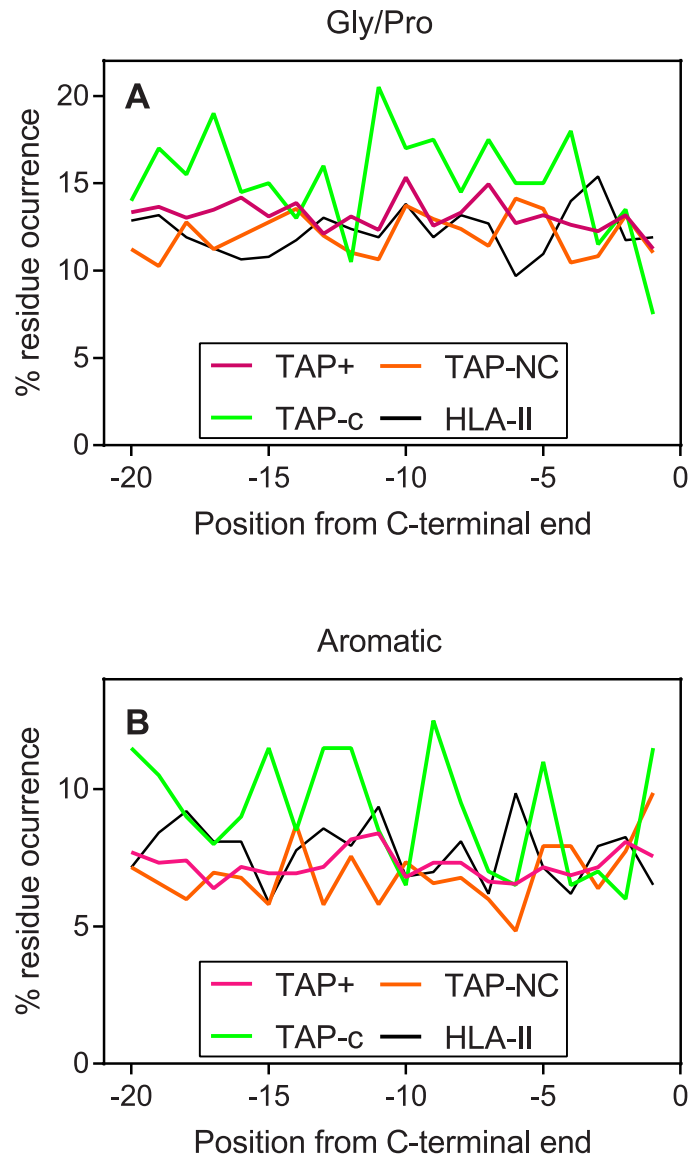 Gly/Pro
A
% residue ocurrence
20
15
10
5
0
TAP+ TAP-NC
TAP-c HLA-II
-20 -15 -10 -5 0
Position from C-terminal end
Aromatic
B
% residue ocurrence
10
5
0
TAP+ TAP-NC
TAP-c HLA-II
-20 -15 -10 -5 0
Position from C-terminal end